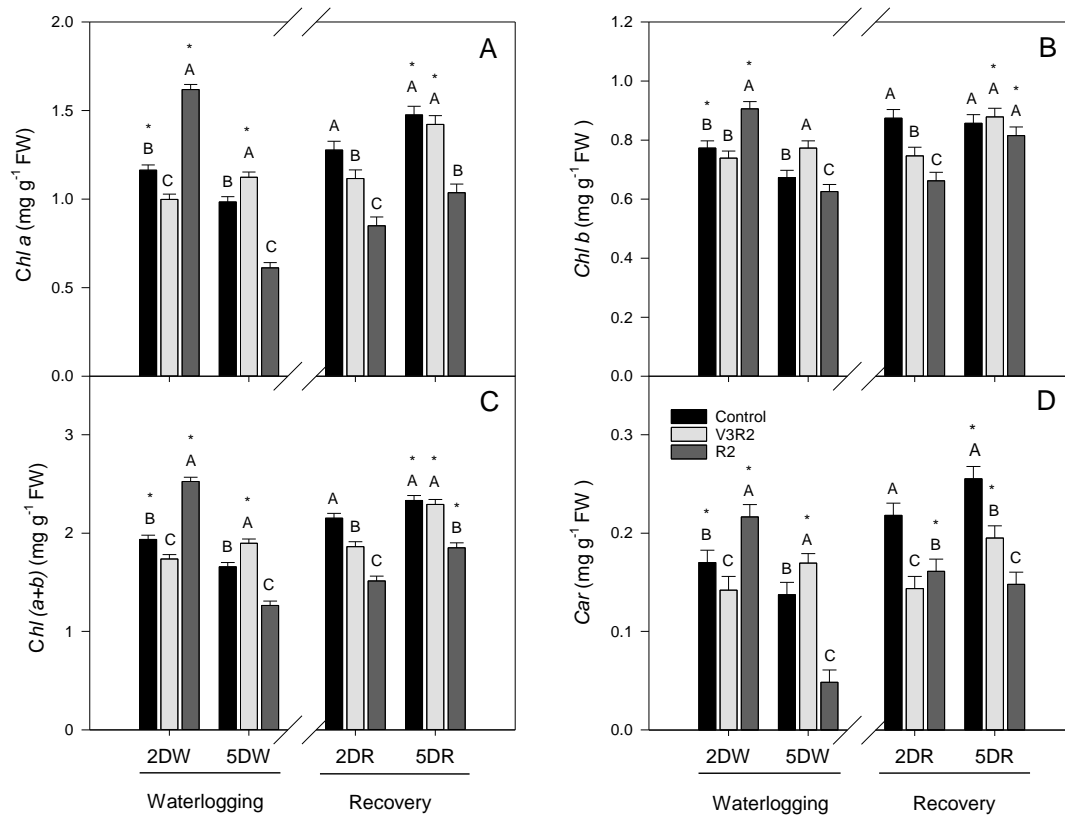 A
Chl a (mg g-1 FW)
2.0
1.5
1.0
0.5
0.0
* B
C
* A
B
* A
C
A
B
C
* A
* A
B
B
Chl b (mg g-1 FW)
1.2
1.0
0.8
0.6
0.4
0.2
0.0
* B
B
* A
B
A
C
A
B
C
A
* A
* A
C
Chl (a+b) (mg g-1 FW)
3
2
1
0
* B
C
* A
B
* A
C
A
B
C
* A
* A
* B
2DW 5DW 2DR 5DR
Waterlogging Recovery
D
Control
V3R2
R2
Car (mg g-1 FW)
0.3
0.2
0.1
0.0
* B
C
* A
B
* A
C
A
C
* B
* A
* B
C
2DW 5DW 2DR 5DR
Waterlogging Recovery